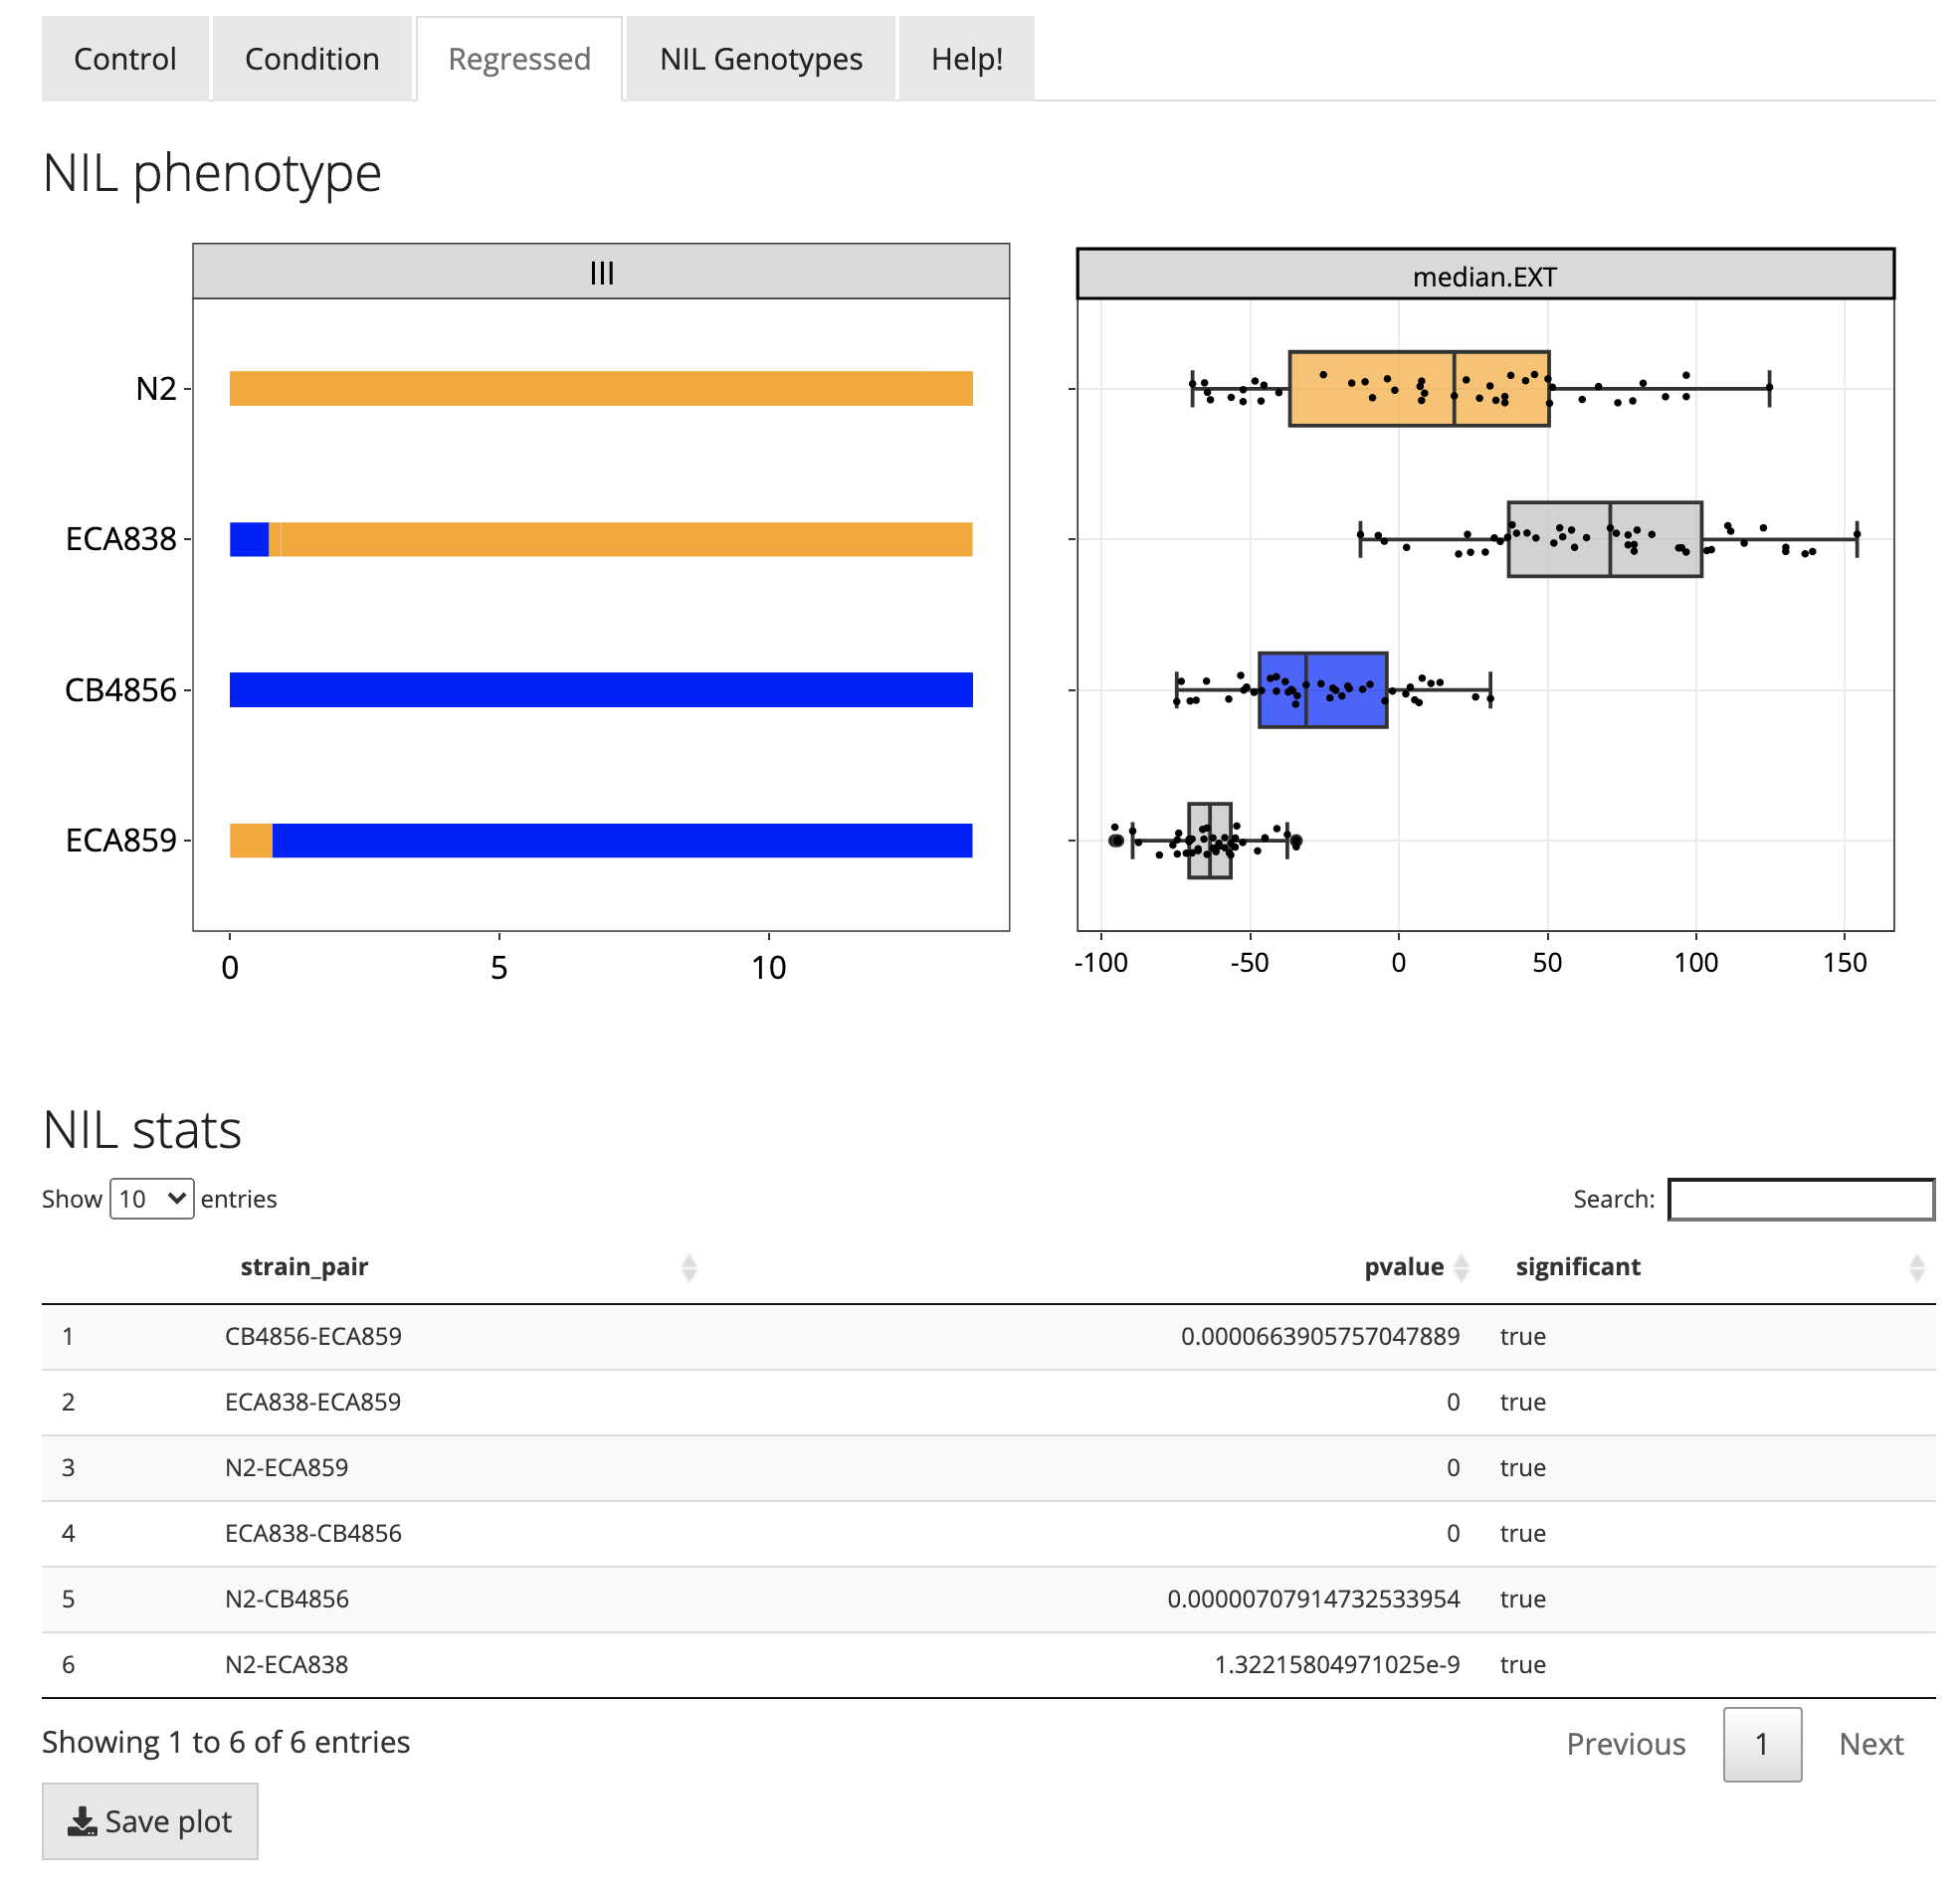 Control Condition Regressed NIL Genotypes Help!
NIL phenotype
III
median.EXT
N2
ECA838
CB4856
ECA859
0 5 10
-100 -50 0 50 100 150
NIL stats
Show 10 entries Search:
strain_pair pvalue significant
1 CB4856-ECA859 0.0000663905757047889 true
2 ECA838-ECA859 0 true
3 N2-ECA859 0 true
4 ECA838-CB4856 0 true
5 N2-CB4856 0.00000707914732533954 true
6 N2-ECA838 1.32215804971025e-9 true
Showing 1 to 6 of 6 entries
Previous 1 Next
Save plot